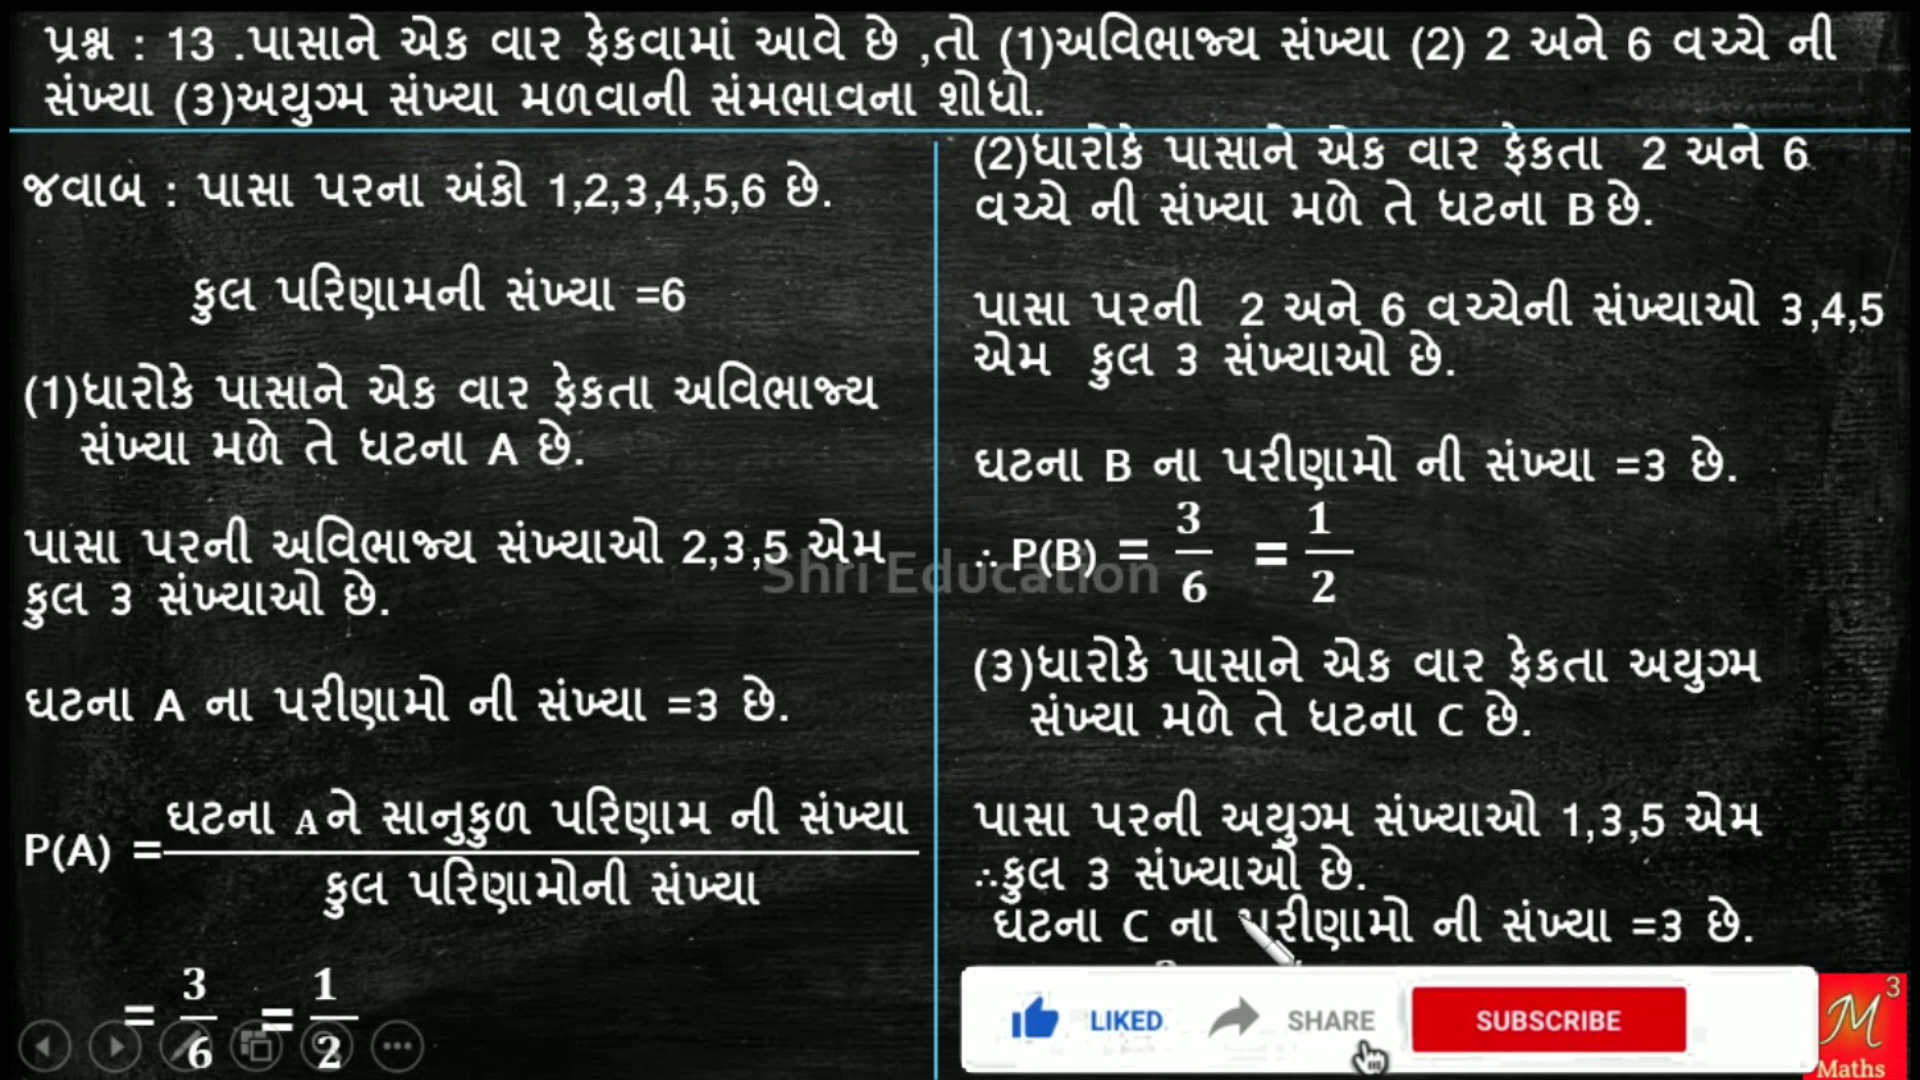 પ્રશ્ન : 13 .પાસાને એક વાર ફેકવામાં આવે છે ,તો (1)અવિભાજ્ય સંખ્યા (2) 2 અને 6 વચ્ચે ની
સંખ્યા (3)અયુગ્મ સંખ્યા મળવાની સંમભાવના શોધો.
જવાબ : પાસા પરના અંકો 1,2,3,4,5,6 છે.
કુલ પરિણામની સંખ્યા =6
(1)ધારોકે પાસાને એક વાર ફેકતા અવિભાજ્ય
સંખ્યા મળે તે ઘટના A છે.
પાસા પરની અવિભાજ્ય સંખ્યાઓ 2,3,5 એમ
કુલ 3 સંખ્યાઓ છે.
ઘટના A ના પરીણામો ની સંખ્યા =3 છે.
P(A) = ઘટના A ને સાનુકુળ પરિણામ ની સંખ્યા
કુલ પરિણામોની સંખ્યા
= 3/6 = 1/2
(2)ધારોકે પાસાને એક વાર ફેકતા 2 અને 6
વચ્ચે ની સંખ્યા મળે તે ઘટના B છે.
પાસા પરની 2 અને 6 વચ્ચેની સંખ્યાઓ 3,4,5
એમ કુલ 3 સંખ્યાઓ છે.
ઘટના B ના પરીણામો ની સંખ્યા =3 છે.
∴ P(B) = 3/6 = 1/2
Shri Education
(3)ધારોકે પાસાને એક વાર ફેકતા અયુગ્મ
સંખ્યા મળે તે ઘટના C છે.
પાસા પરની અયુગ્મ સંખ્યાઓ 1,3,5 એમ
∴કુલ 3 સંખ્યાઓ છે.
ઘટના C ના પરીણામો ની સંખ્યા =3 છે.
LIKED SHARE SUBSCRIBE
M 3
Maths